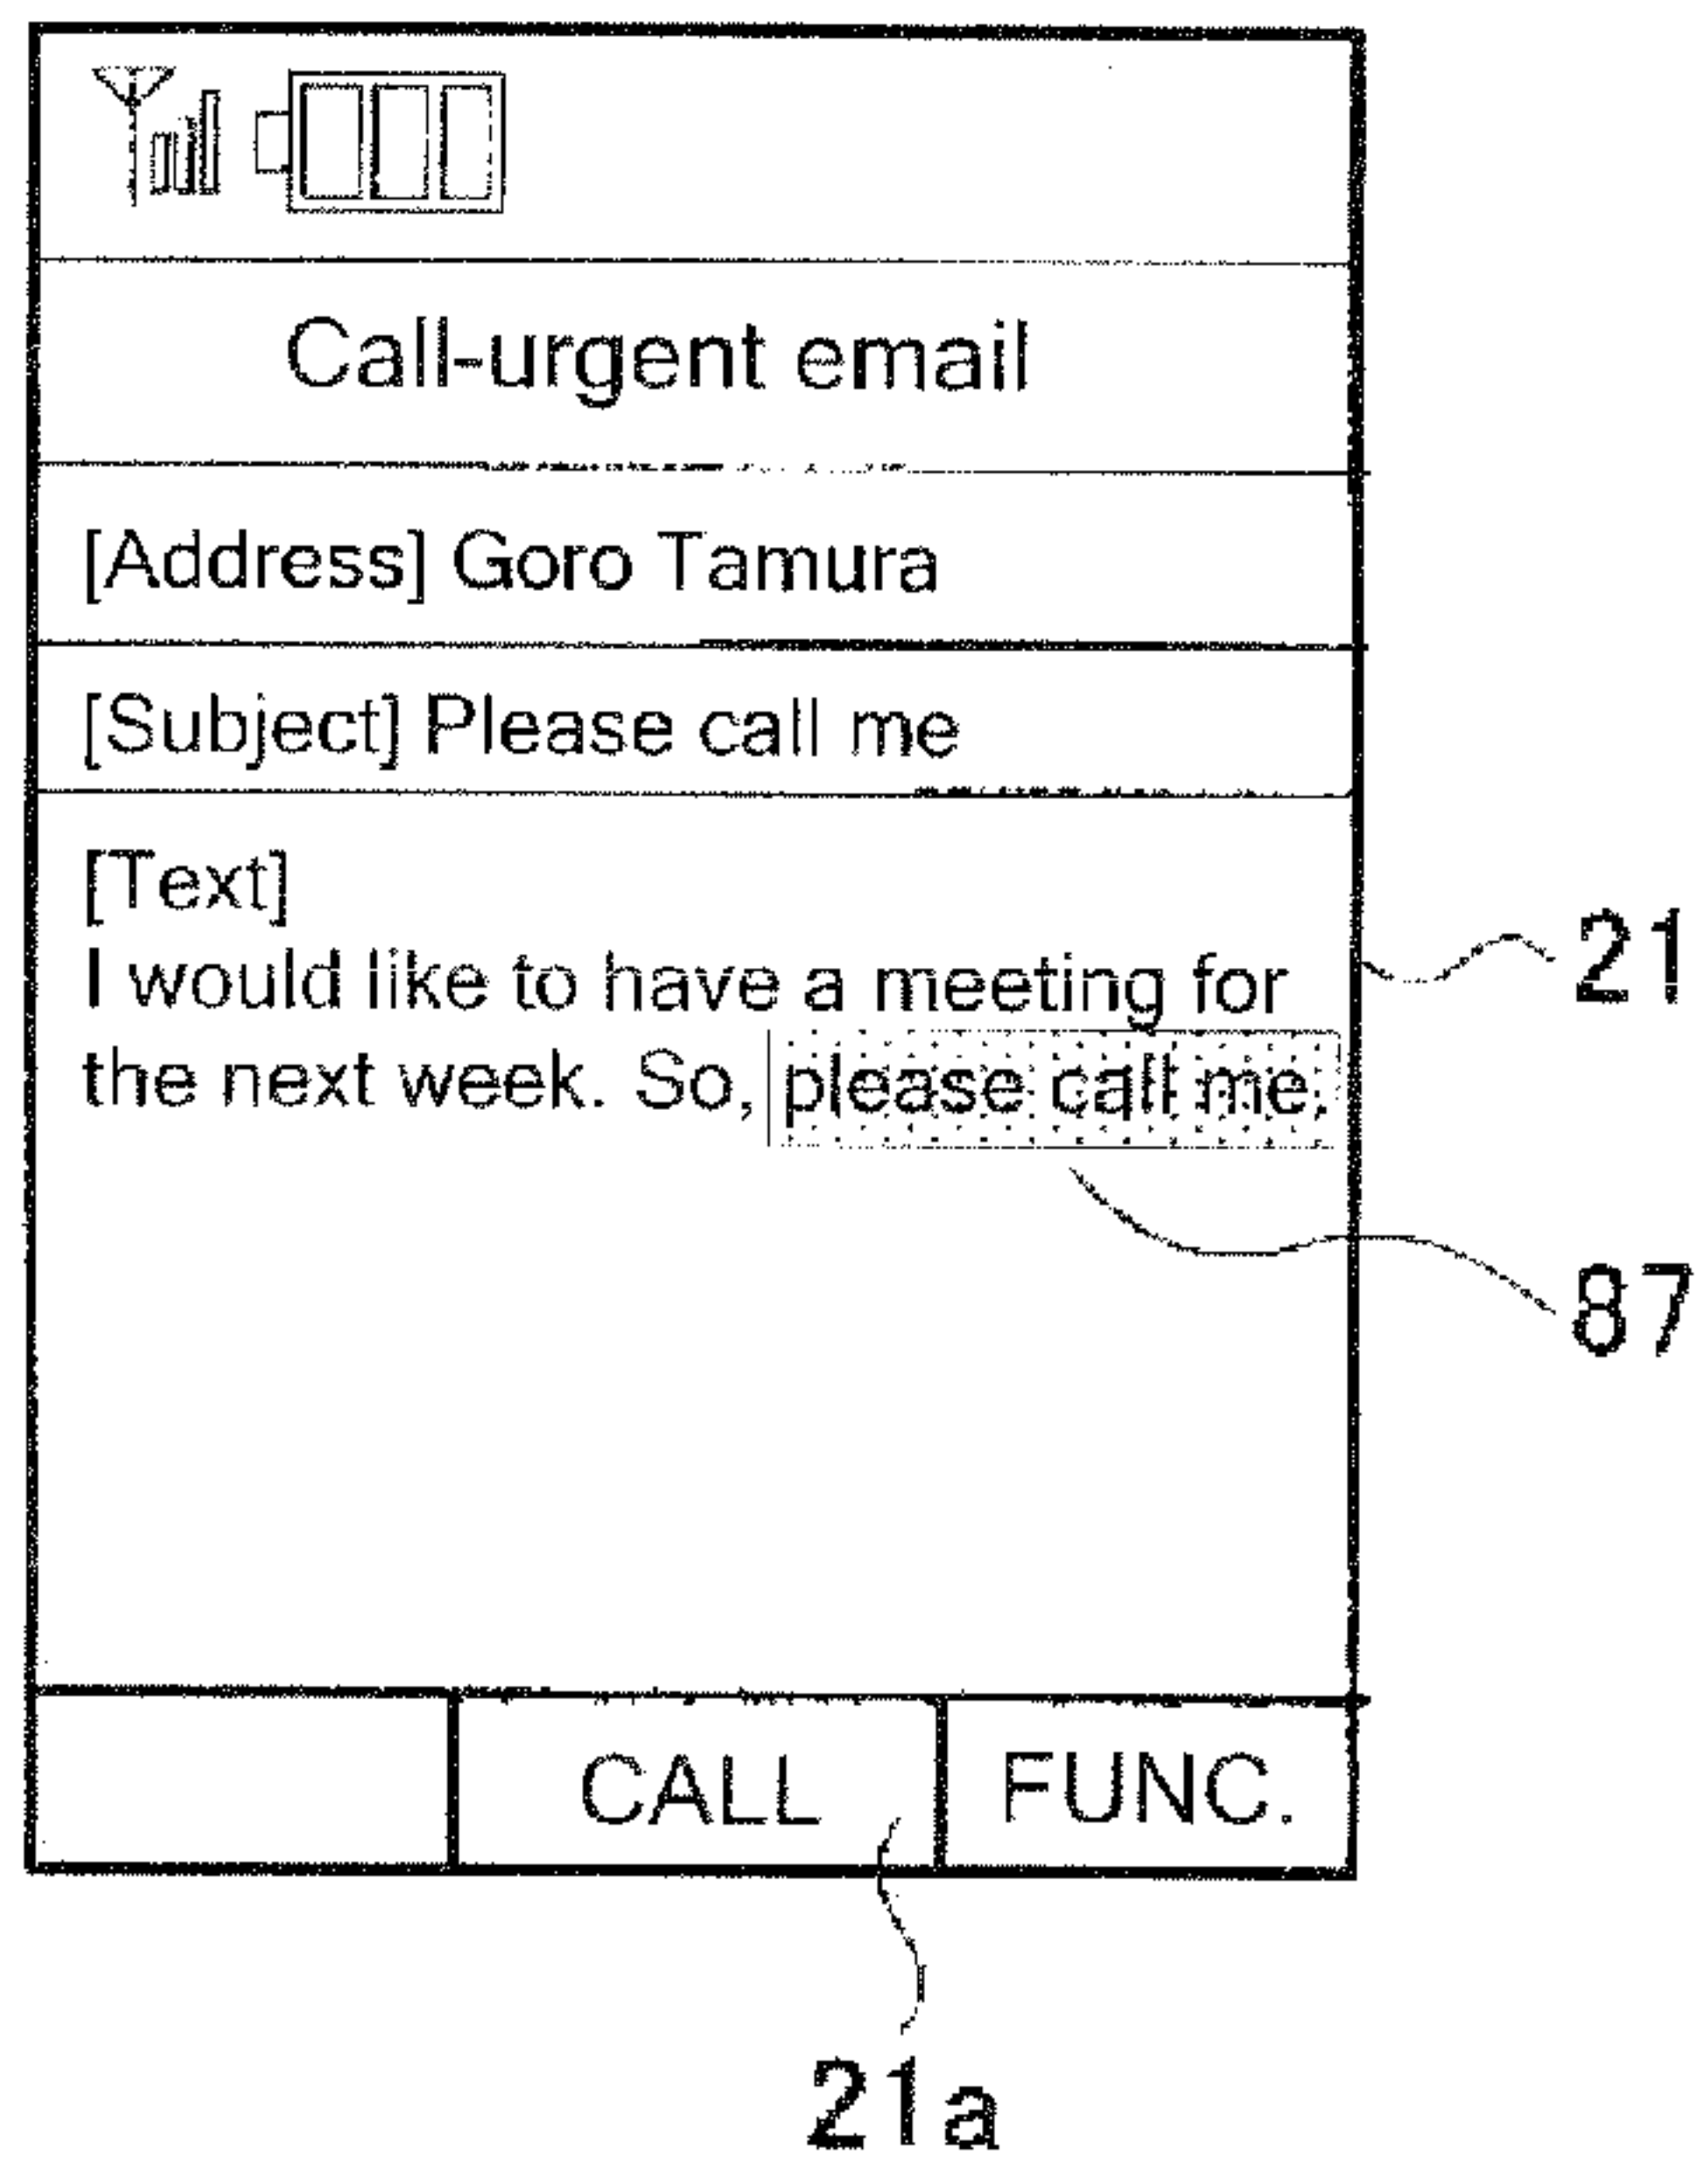 Call-urgent email
[Address] Goro Tamura
[Subject] Please call me
[Text]
I would like to have a meeting for
the next week. So, please call me.
21
87
CALL
FUNC.
21a